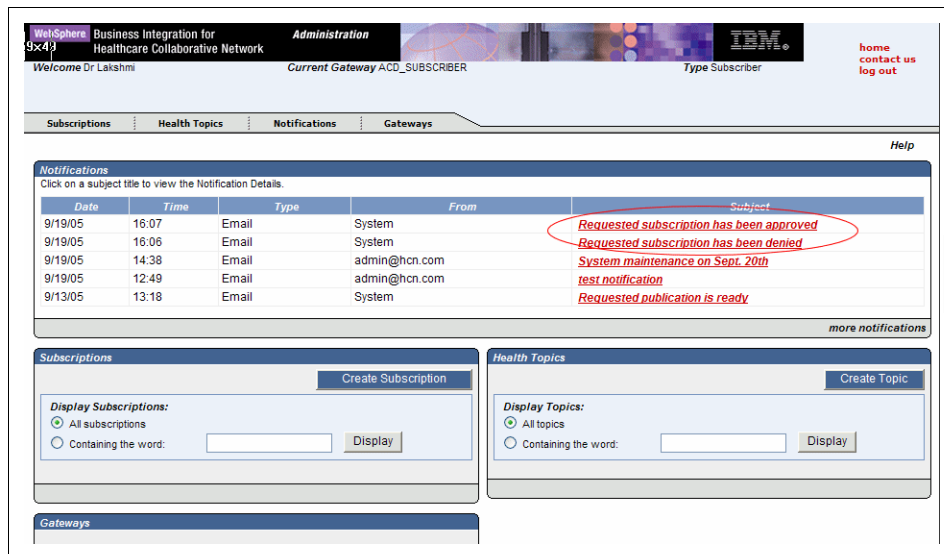 WebSphere Business Integration for Administration IBM®
9×49 Healthcare Collaborative Network
home
contact us
log out
Welcome Dr Lakshmi Current Gateway ACD_SUBSCRIBER Type Subscriber
Subscriptions Health Topics Notifications Gateways
Help
Notifications
Click on a subject title to view the Notification Details.
Date Time Type From Subject
9/19/05 16:07 Email System Requested subscription has been approved
9/19/05 16:06 Email System Requested subscription has been denied
9/19/05 14:38 Email admin@hcn.com System maintenance on Sept. 20th
9/19/05 12:49 Email admin@hcn.com test notification
9/13/05 13:18 Email System Requested publication is ready
more notifications
Subscriptions
Create Subscription
Display Subscriptions:
All subscriptions
Containing the word: Display
Health Topics
Create Topic
Display Topics:
All topics
Containing the word: Display
Gateways